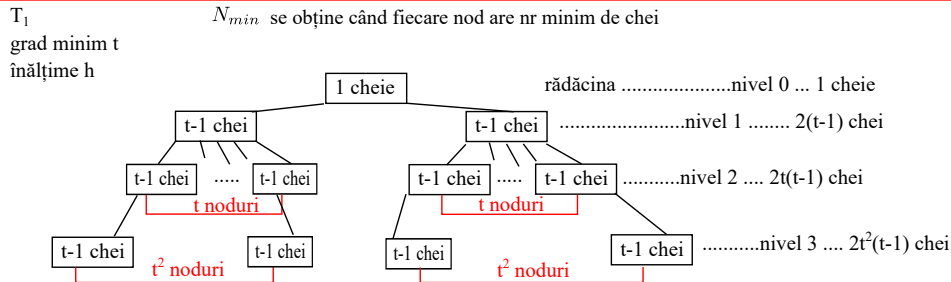 T₁ N_min se obține când fiecare nod are nr minim de chei
grad minim t
înălțime h
1 cheie rădăcina .....................nivel 0 ... 1 cheie
t-1 chei t-1 chei ........................nivel 1 ........ 2(t-1) chei
t-1 chei ..... t-1 chei t-1 chei ..... t-1 chei ...........nivel 2 .... 2t(t-1) chei
t noduri t noduri
t-1 chei t-1 chei t-1 chei t-1 chei ...........nivel 3 .... 2t²(t-1) chei
t² noduri t² noduri